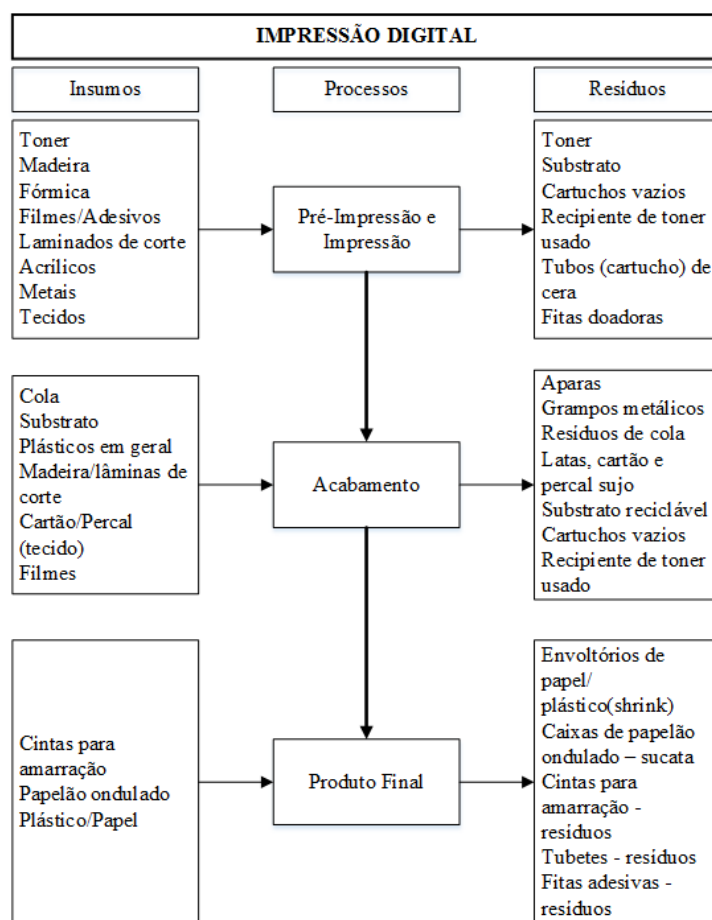 IMPRESSÃO DIGITAL
Insumos
Processos
Resíduos
Toner
Madeira
Fórmica
Filmes/Adesivos
Laminados de corte
Acrílicos
Metais
Tecidos
Pré-Impressão e
Impressão
Toner
Substrato
Cartuchos vazios
Recipiente de toner
usado
Tubos (cartucho) de
cera
Fitas doadoras
Cola
Substrato
Plásticos em geral
Madeira/lâminas de
corte
Cartão/Percal
(tecido)
Filmes
Acabamento
Aparas
Grampos metálicos
Resíduos de cola
Latas, cartão e
percal sujo
Substrato reciclável
Cartuchos vazios
Recipiente de toner
usado
Cintas para
amarração
Papelão ondulado
Plástico/Papel
Produto Final
Envoltórios de
papel/
plástico(shrink)
Caixas de papelão
ondulado – sucata
Cintas para
amarração -
resíduos
Tubetes - resíduos
Fitas adesivas -
resíduos